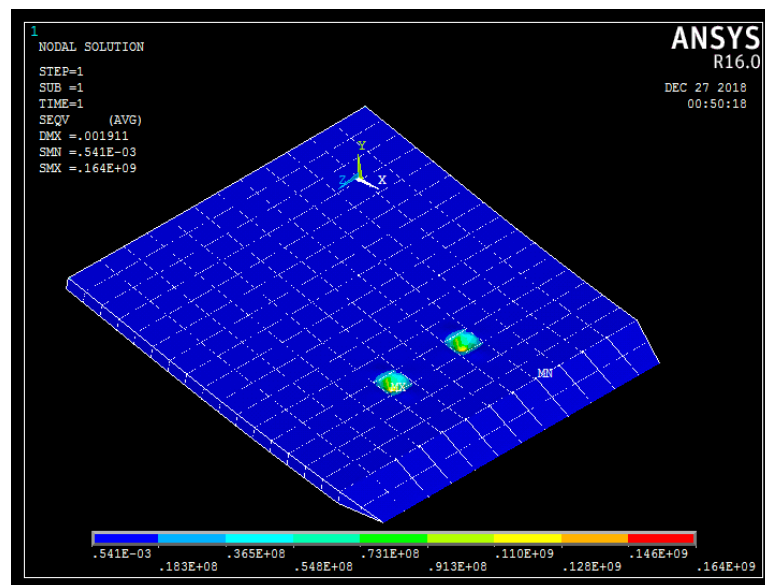 1
NODAL SOLUTION
STEP=1
SUB =1
TIME=1
SEQV (AVG)
DMX =.001911
SMN =.541E-03
SMX =.164E+09
ANSYS
R16.0
DEC 27 2018
00:50:18
Y
Z X
MX
MN
.541E-03 .365E+08 .731E+08 .110E+09 .146E+09
.183E+08 .548E+08 .913E+08 .128E+09 .164E+09